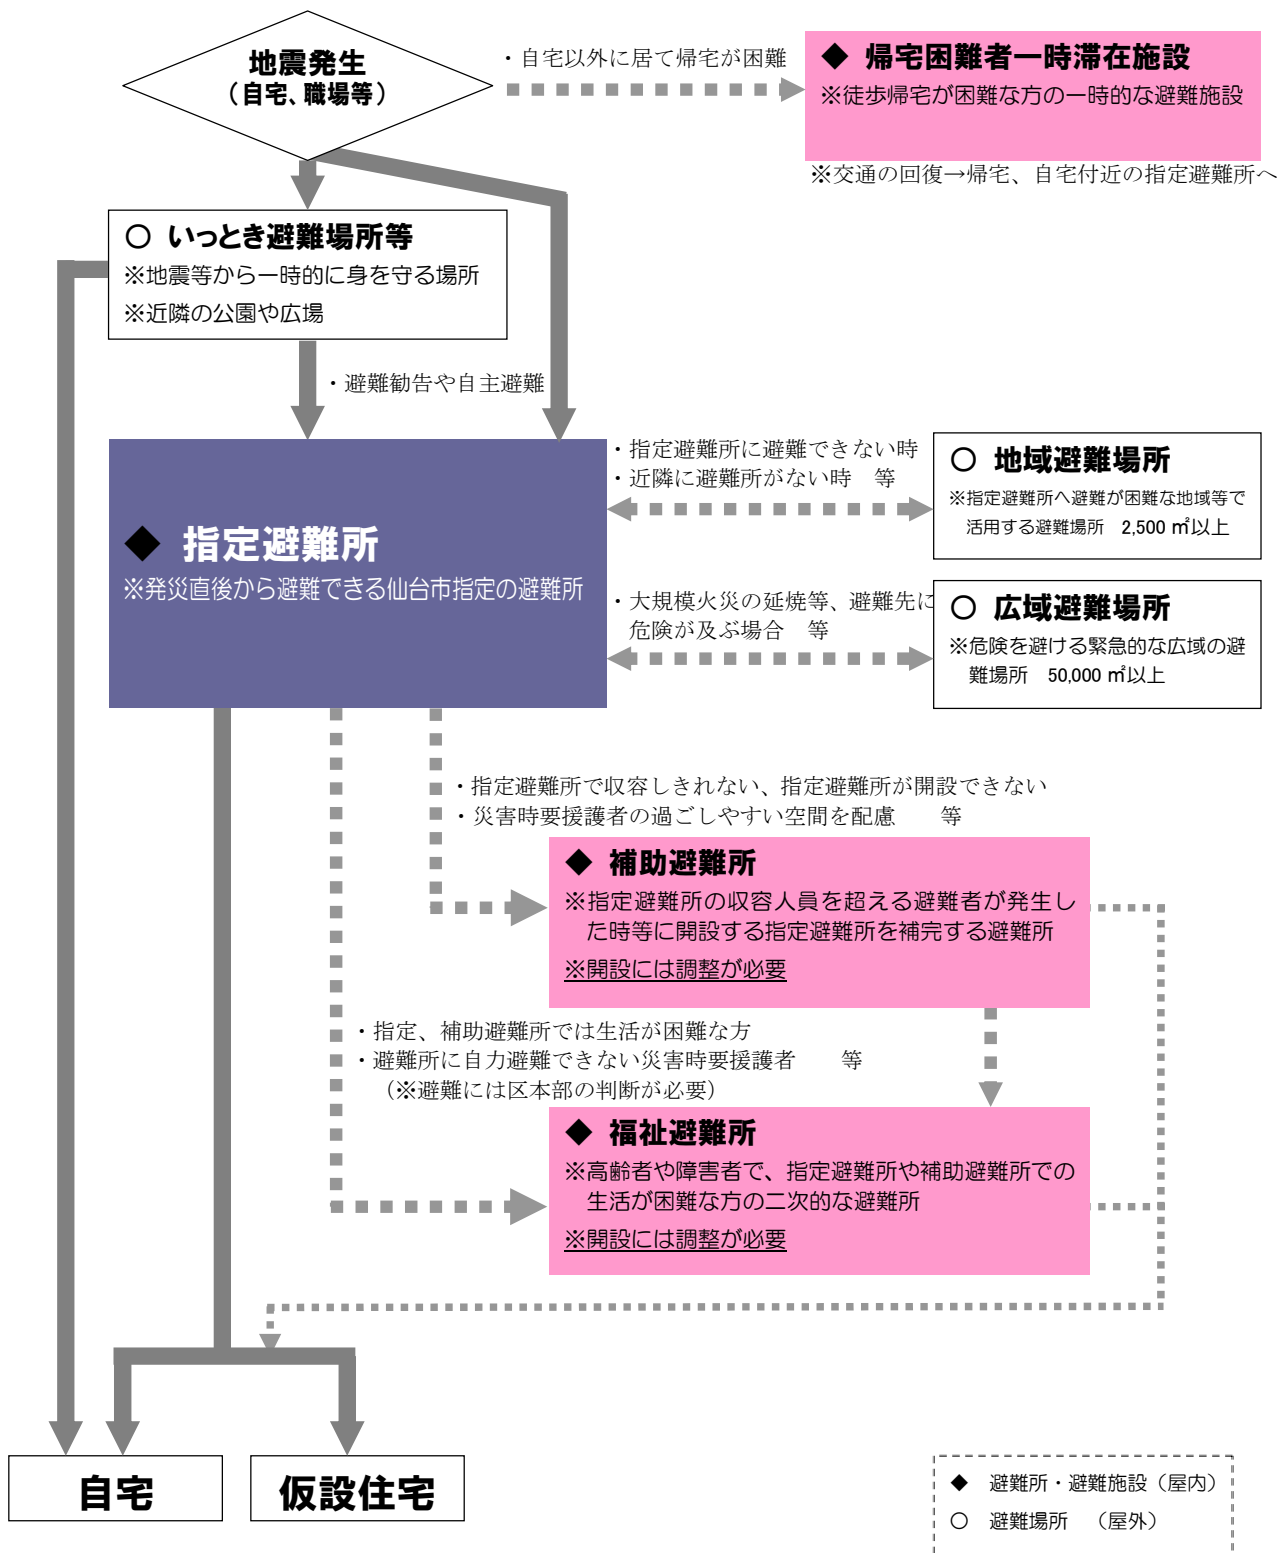 地震発生
（自宅、職場等）
・自宅以外に居て帰宅が困難
◆ 帰宅困難者一時滞在施設
※徒歩帰宅が困難な方の一時的な避難施設
※交通の回復→帰宅、自宅付近の指定避難所へ
○ いっとき避難場所等
※地震等から一時的に身を守る場所
※近隣の公園や広場
・避難勧告や自主避難
◆ 指定避難所
※発災直後から避難できる仙台市指定の避難所
・指定避難所に避難できない時
・近隣に避難所がない時　等
○ 地域避難場所
※指定避難所へ避難が困難な地域等で
活用する避難場所　2,500 ㎡以上
・大規模火災の延焼等、避難先に
危険が及ぶ場合　等
○ 広域避難場所
※危険を避ける緊急的な広域の避
難場所　50,000 ㎡以上
・指定避難所で収容しきれない、指定避難所が開設できない
・災害時要援護者の過ごしやすい空間を配慮　　等
◆ 補助避難所
※指定避難所の収容人員を超える避難者が発生し
た時等に開設する指定避難所を補完する避難所
※開設には調整が必要
・指定、補助避難所では生活が困難な方
・避難所に自力避難できない災害時要援護者　　等
（※避難には区本部の判断が必要）
◆ 福祉避難所
※高齢者や障害者で、指定避難所や補助避難所での
生活が困難な方の二次的な避難所
※開設には調整が必要
自宅
仮設住宅
◆　避難所・避難施設（屋内）
○　避難場所　（屋外）